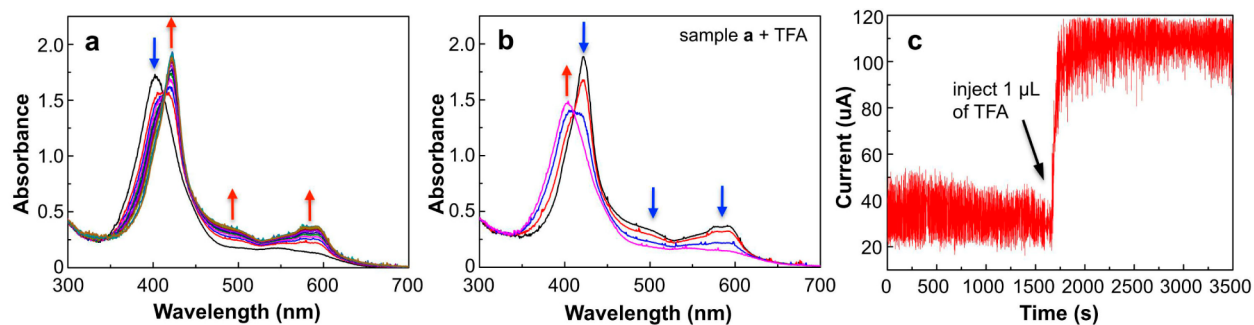 a
2.0
1.5
1.0
0.5
0
300 400 500 600 700
Wavelength (nm)
Absorbance
b
sample a + TFA
2.0
1.5
1.0
0.5
0
300 400 500 600 700
Wavelength (nm)
Absorbance
c
120
100
80
60
40
20
inject 1 µL
of TFA
0 500 1000 1500 2000 2500 3000 3500
Time (s)
Current (uA)